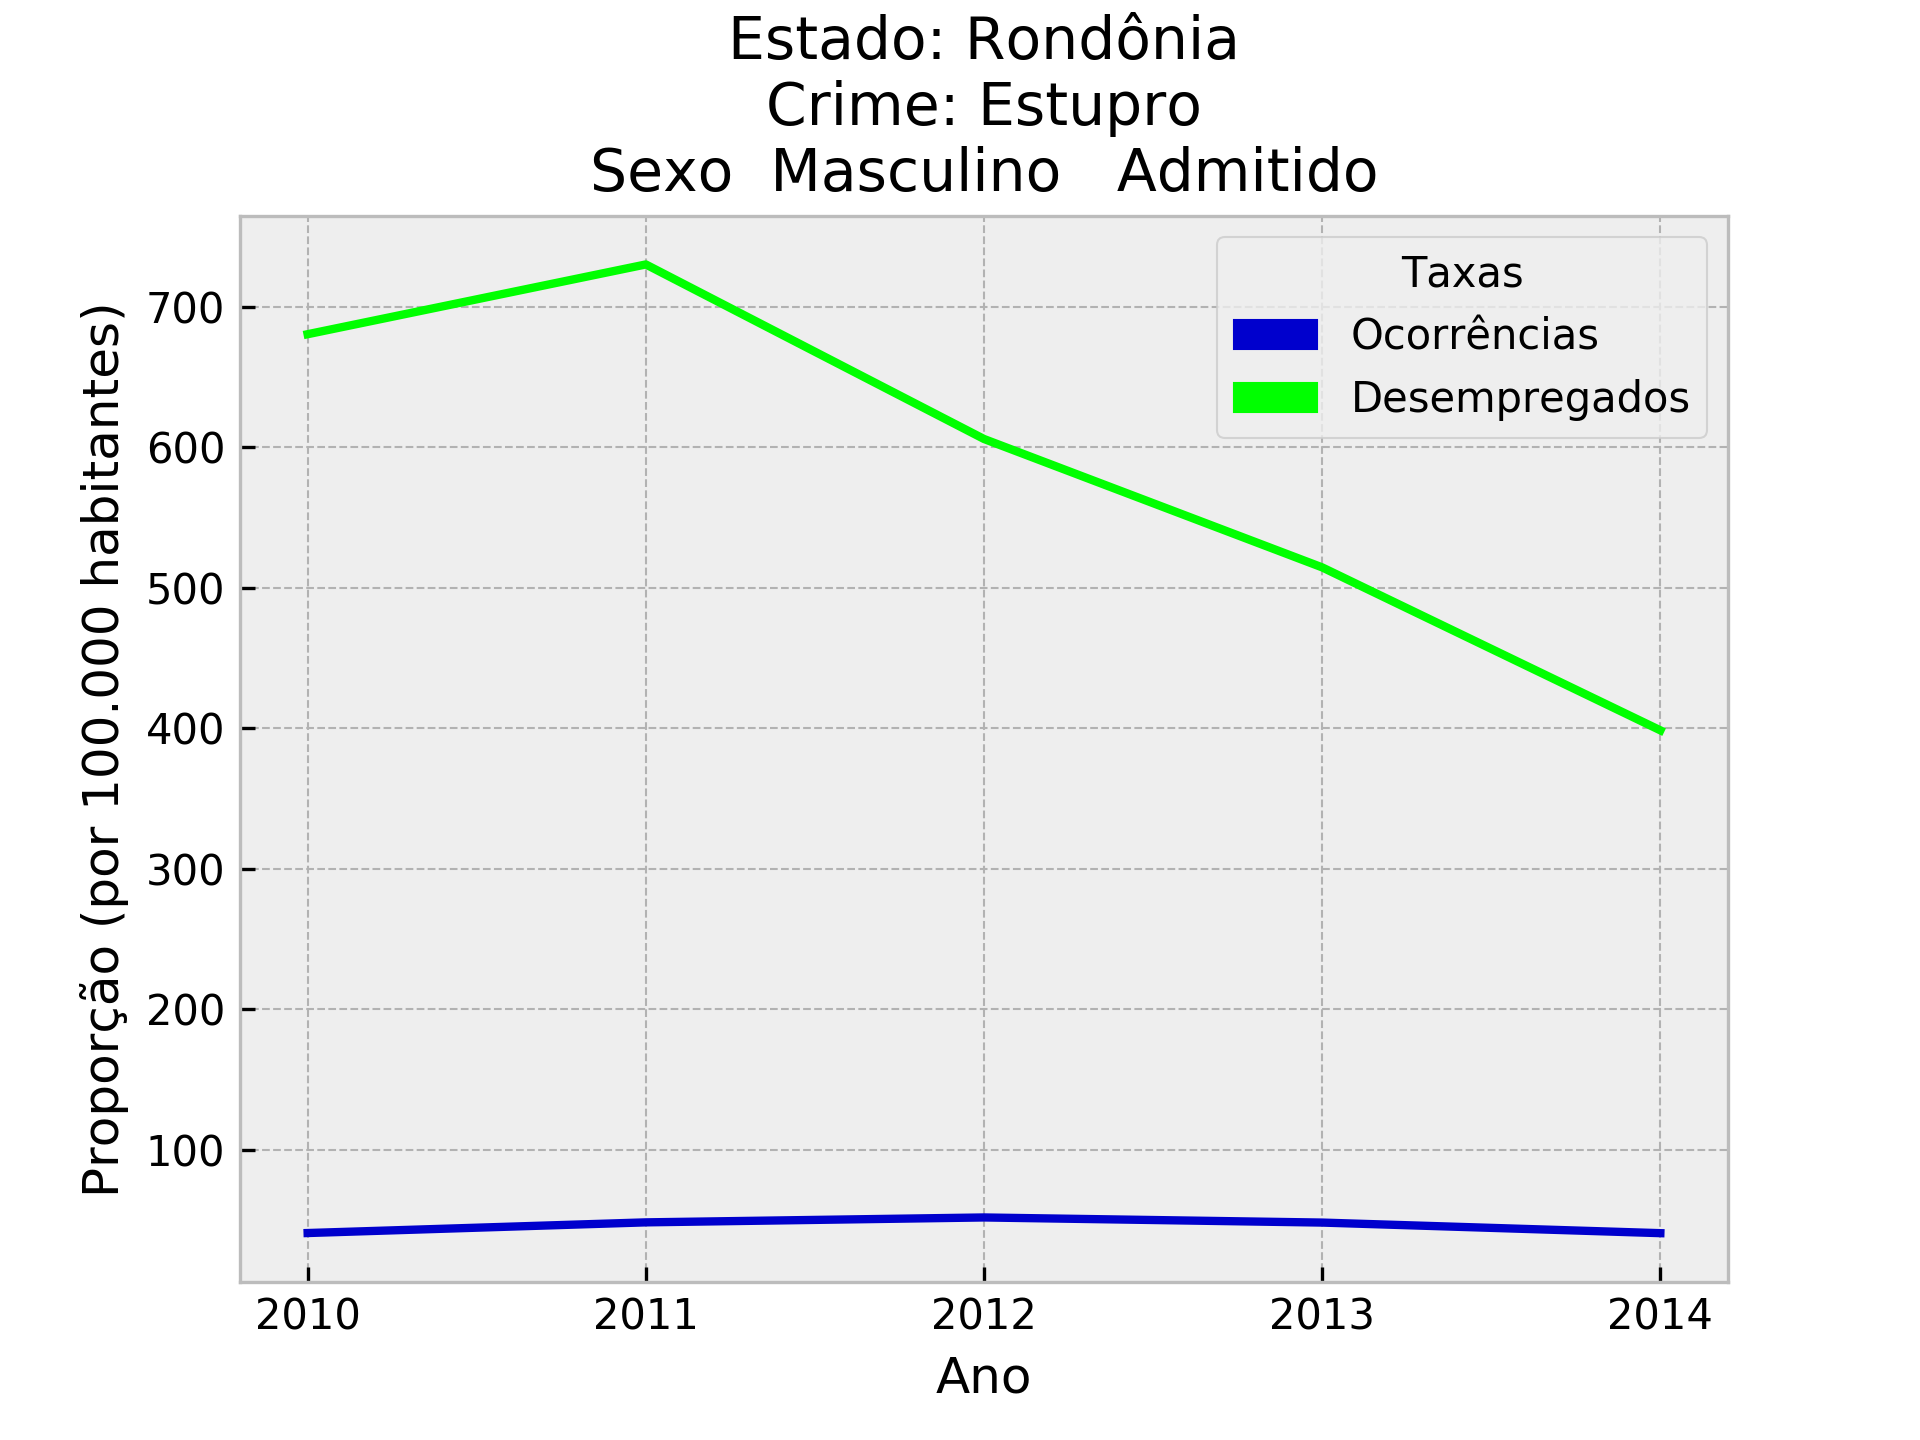 Estado: Rondônia
Crime: Estupro
Sexo  Masculino   Admitido
Proporção (por 100.000 habitantes)
700
600
500
400
300
200
100
Taxas
Ocorrências
Desempregados
2010 2011 2012 2013 2014
Ano